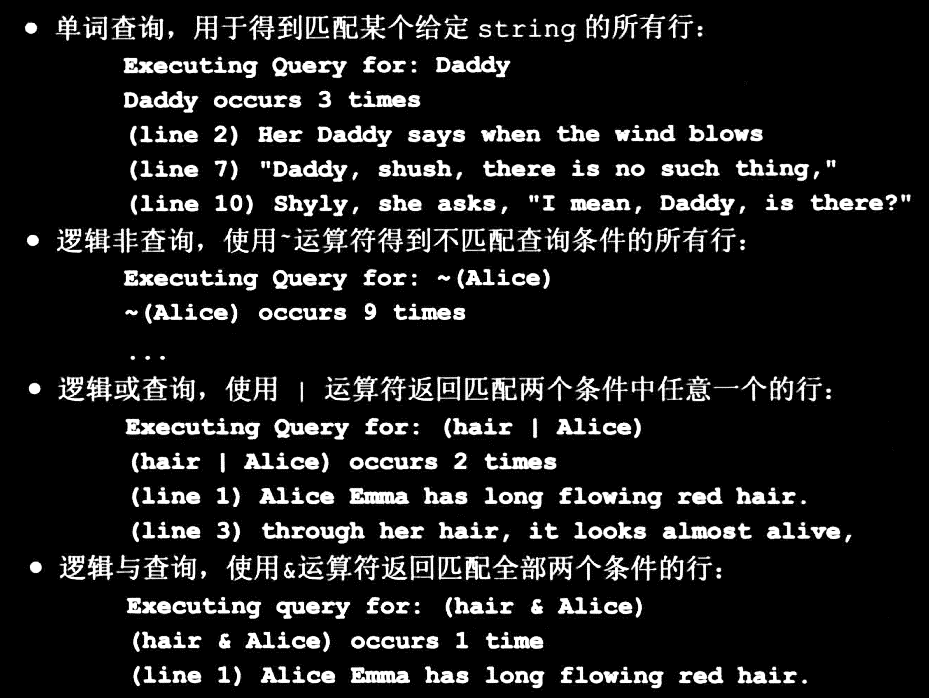 • 单词查询，用于得到匹配某个给定 string 的所有行：
Executing Query for: Daddy
Daddy occurs 3 times
(line 2) Her Daddy says when the wind blows
(line 7) "Daddy, shush, there is no such thing,"
(line 10) Shyly, she asks, "I mean, Daddy, is there?"
• 逻辑非查询，使用~运算符得到不匹配查询条件的所有行：
Executing Query for: ~(Alice)
~(Alice) occurs 9 times
...
• 逻辑或查询，使用 | 运算符返回匹配两个条件中任意一个的行：
Executing Query for: (hair | Alice)
(hair | Alice) occurs 2 times
(line 1) Alice Emma has long flowing red hair.
(line 3) through her hair, it looks almost alive,
• 逻辑与查询，使用&运算符返回匹配全部两个条件的行：
Executing query for: (hair & Alice)
(hair & Alice) occurs 1 time
(line 1) Alice Emma has long flowing red hair.